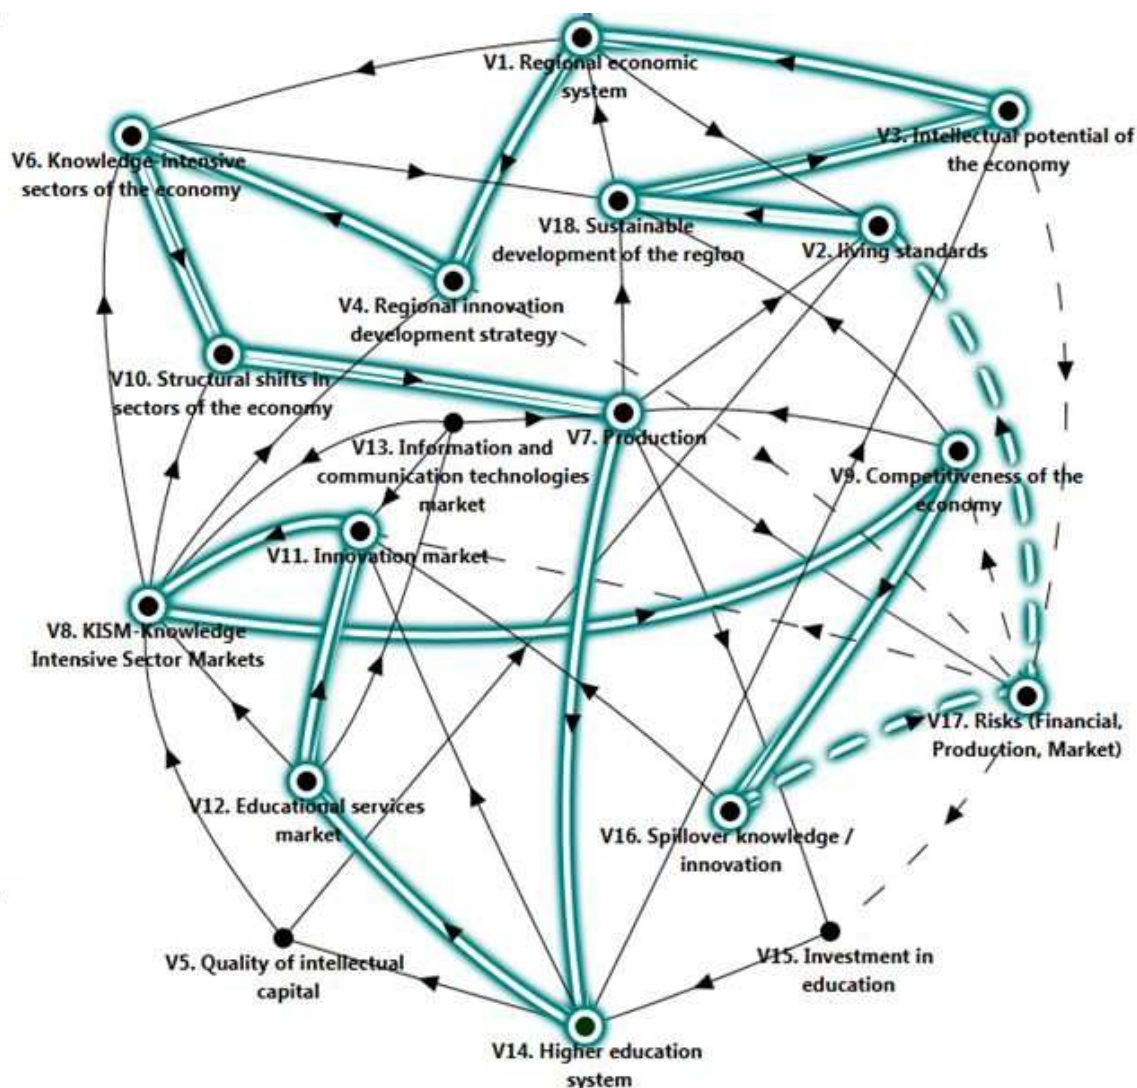 V1. Regional economic
system
V3. Intellectual potential of
the economy
V6. Knowledge-intensive
sectors of the economy
V18. Sustainable
development of the region
V2. living standards
V4. Regional innovation
development strategy
V10. Structural shifts in
sectors of the economy
V7. Production
V13. Information and
communication technologies
market
V9. Competitiveness of the
economy
V11. Innovation market
V8. KISM-Knowledge
Intensive Sector Markets
V17. Risks (Financial,
Production, Market)
V12. Educational services
market
V16. Spillover knowledge /
innovation
V5. Quality of intellectual
capital
V15. Investment in
education
V14. Higher education
system